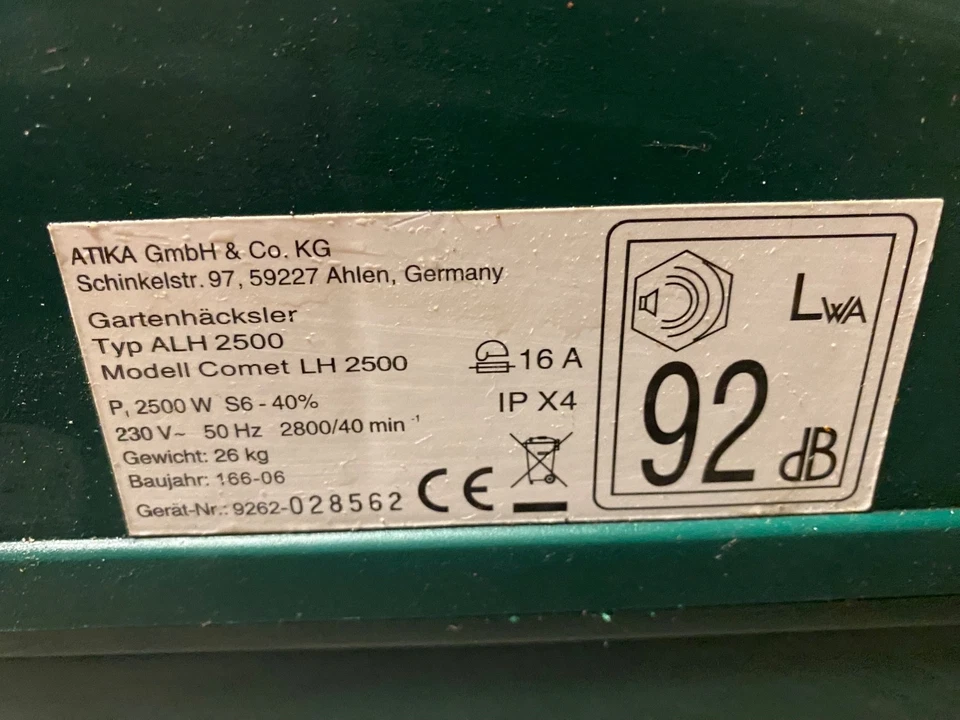 ATIKA GmbH & Co. KG
Schinkelstr. 97, 59227 Ahlen, Germany
Gartenhäcksler
Typ ALH 2500
Modell Comet LH 2500
16 A
P₁ 2500 W S6 - 40%
IP X4
230 V~ 50 Hz 2800/40 min⁻¹
Gewicht: 26 kg
Baujahr: 166-06
Gerät-Nr.: 9262-028562
CE
LWA
92
dB